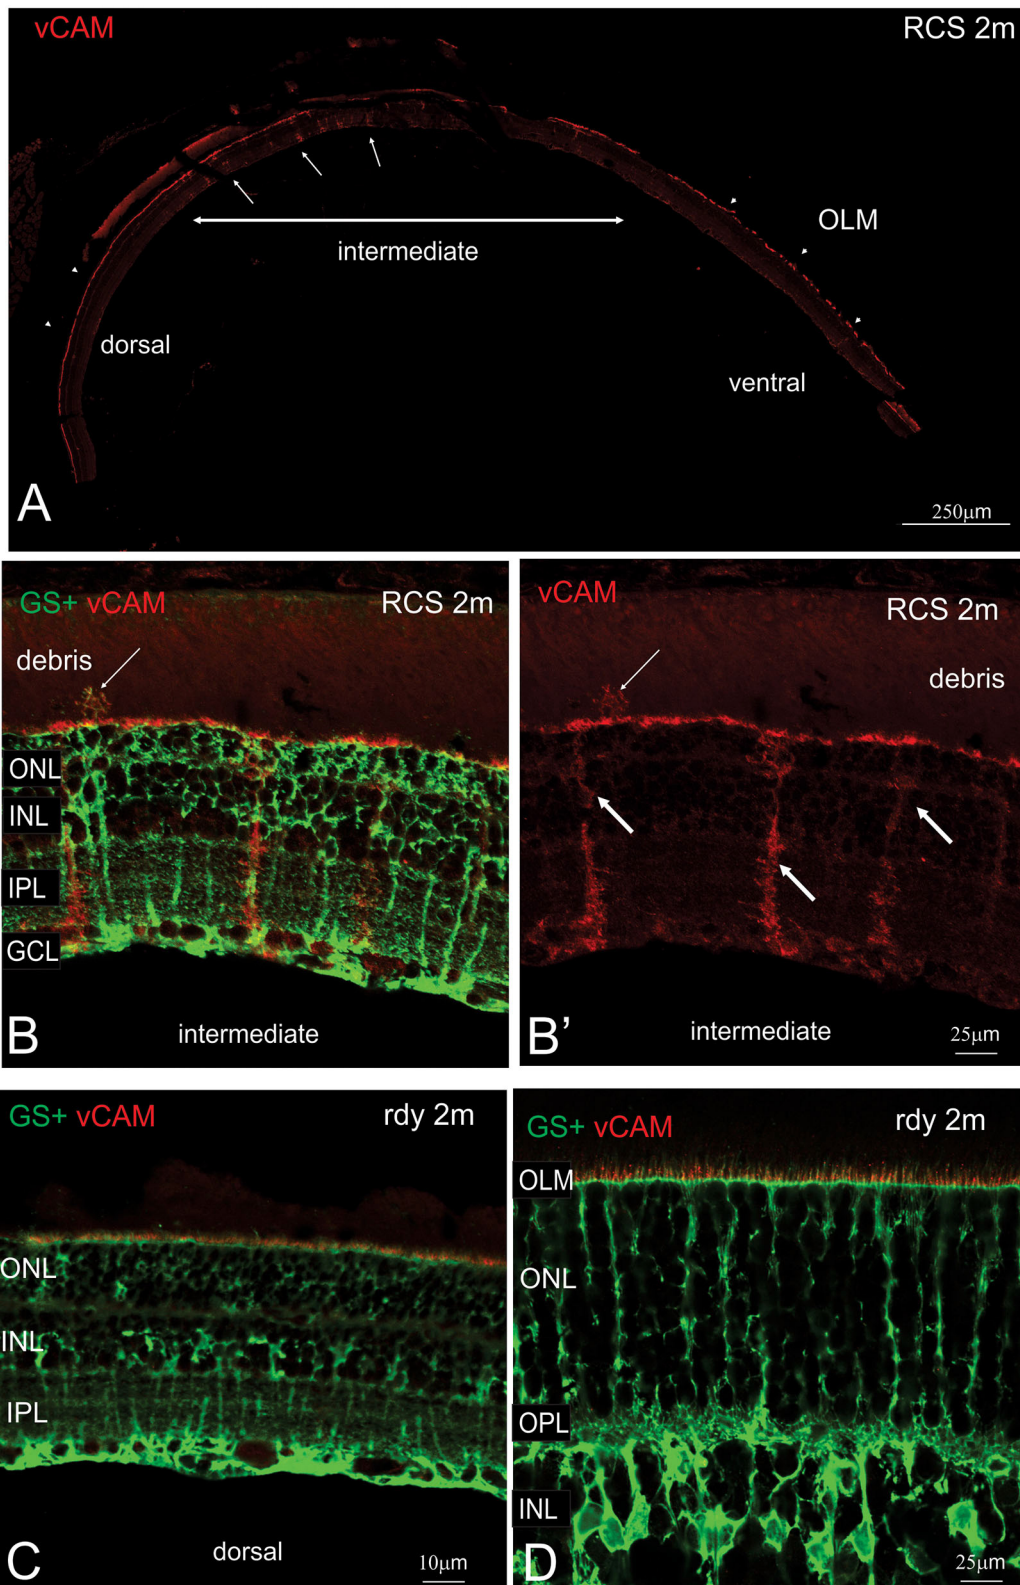 vCAM
RCS 2m
OLM
intermediate
dorsal
ventral
A
250µm
GS+ vCAM
RCS 2m
debris
ONL
INL
IPL
GCL
intermediate
B
vCAM
RCS 2m
debris
intermediate
B’
25µm
GS+ vCAM
rdy 2m
ONL
INL
IPL
dorsal
C
10µm
GS+ vCAM
rdy 2m
OLM
ONL
OPL
INL
D
25µm